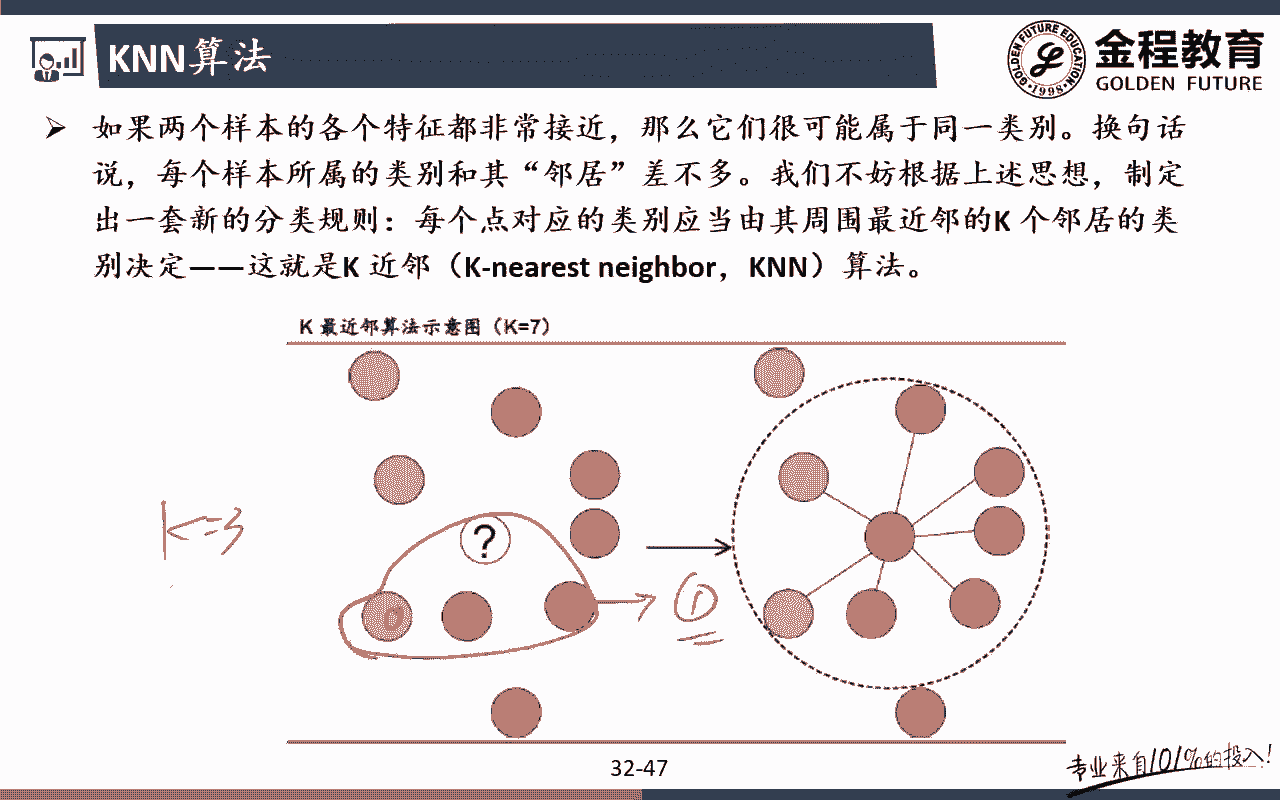 KNN算法
金程教育
GOLDEN FUTURE
GOLDEN FUTURE EDUCATION
·1998·
如果两个样本的各个特征都非常接近，那么它们很可能属于同一类别。换句话
说，每个样本所属的类别和其“邻居”差不多。我们不妨根据上述思想，制定
出一套新的分类规则：每个点对应的类别应当由其周围最近邻的K 个邻居的类
别决定——这就是K 近邻（K-nearest neighbor，KNN）算法。
K 最近邻算法示意图（K=7）
K=3
?
0
①
32-47
专业来自101%的投入!